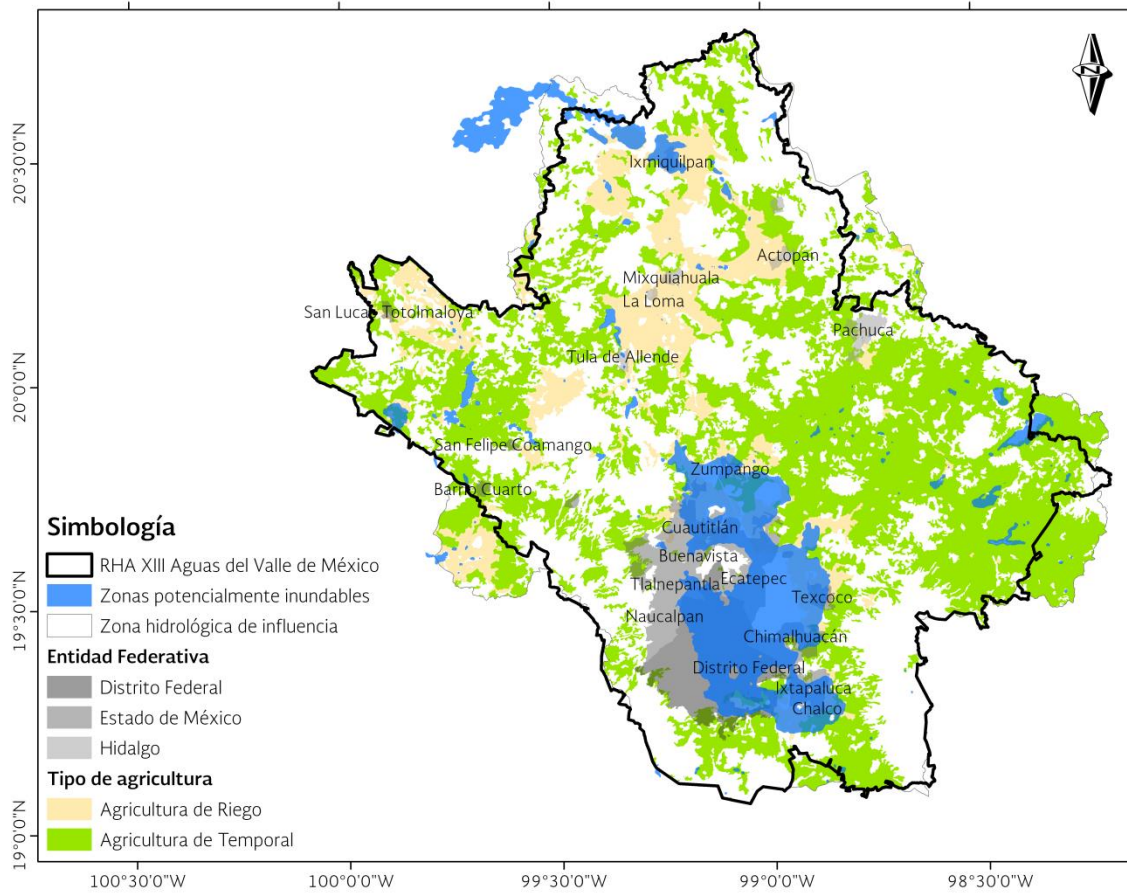 N
20°30'0"N
20°0'0"N
19°30'0"N
19°0'0"N
Ixmiquilpan
Actopan
Mixquiahuala
La Loma
San Lucas Totolmaloya
Pachuca
Tula de Allende
San Felipe Coamango
Zumpango
Barrio Cuarto
Cuautitlán
Buenavista
Tlalnepantla
Ecatepec
Texcoco
Naucalpan
Chimalhuacán
Distrito Federal
Ixtapaluca
Chalco
Simbología
RHA XIII Aguas del Valle de México
Zonas potencialmente inundables
Zona hidrológica de influencia
Entidad Federativa
Distrito Federal
Estado de México
Hidalgo
Tipo de agricultura
Agricultura de Riego
Agricultura de Temporal
100°30'0"W
100°0'0"W
99°30'0"W
99°0'0"W
98°30'0"W